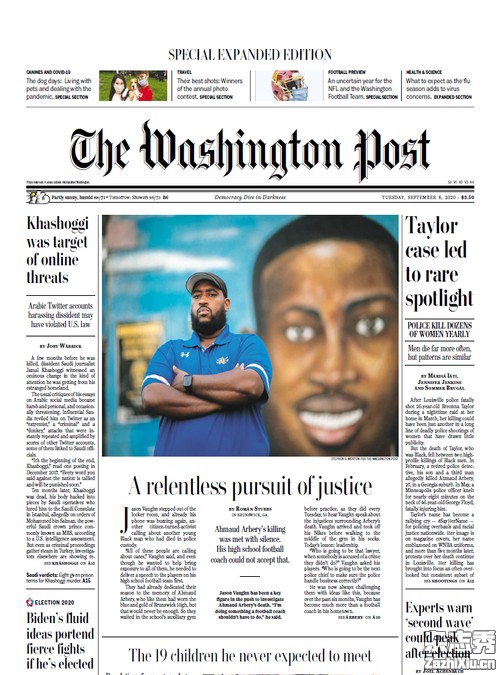 SPECIAL EXPANDED EDITION
CANINES AND COVID-19
The dog days: Living with
pets and dealing with the
pandemic. SPECIAL SECTION
TRAVEL
Their best shots: Winners
of the annual photo
contest. SPECIAL SECTION
FOOTBALL PREVIEW
An uncertain year for the
NFL and the Washington
Football Team. SPECIAL SECTION
HEALTH & SCIENCE
What to expect as the flu
season adds to virus
concerns. EXPANDED SECTION
The Washington Post
Partly sunny, humid • Tomorrow: Showers B6
Democracy Dies in Darkness
TUESDAY, SEPTEMBER 8, 2020 · $3.50
Khashoggi
was target
of online
threats
Arabic Twitter accounts
harassing dissident may
have violated U.S. law
BY JOBY WARRICK
A few months before he was
killed, dissident Saudi journalist
Jamal Khashoggi witnessed an
ominous change in the kind of
attention he was getting from his
estranged homeland.
The usual critiques of his essays
on Arabic social media became
harsh and personal, and occasion-
ally threatening. Influential Sau-
dis reviled him on Twitter as an
"extremist," a "criminal" and a
"donkey," attacks that were in-
stantly repeated and amplified by
scores of other Twitter accounts,
some of them linked to Saudi offi-
cials.
"It's the beginning of the end,
Khashoggi," read one posting in
December 2017. "Every word you
said against the nation is tallied
and will be punished soon."
Ten months later, Khashoggi
was dead, his body hacked into
pieces by Saudi operatives who
lured him to the Saudi Consulate
in Istanbul, allegedly on orders of
Mohammed bin Salman, the pow-
erful Saudi crown prince com-
monly known as MBS, according
to a U.S. intelligence assessment.
But even as criminal proceedings
gather steam in Turkey, investiga-
tors elsewhere are showing re-
SEE KHASHOGGI ON A15
Saudi verdicts: Eight given prison
terms for Khashoggi murder. A15
ELECTION 2020
Biden's fluid
ideas portend
fierce fights
if he's elected
A relentless pursuit of justice
Jason Vaughn stepped out of the
locker room, and already his
phone was buzzing again, an-
other citizen-turned-activist
calling about another young
Black man who had died in police
custody.
"All of those people are calling
about cases," Vaughn said, and even
though he wanted to help bring
exposure to all of them, he needed to
deliver a speech to the players on his
high school football team first.
They had already dedicated their
season to the memory of Ahmaud
Arbery, who like them had worn the
blue and gold of Brunswick High, but
that would never be enough. So they
waited in the school's auxiliary gym
BY ROMAN STUBBS
IN BRUNSWICK, GA.
Ahmaud Arbery's killing
was met with silence.
His high school football
coach could not accept that.
Jason Vaughn has been a key
figure in the push to investigate
Ahmaud Arbery's death. "I'm
doing something a football coach
shouldn't have to do," he said.
before practice, as they did every
Tuesday, to hear Vaughn speak about
the injustices surrounding Arbery's
death. Vaughn arrived and took off
his Nikes before walking to the
middle of the gym in his socks.
Today's lesson: leadership.
"Who is going to be that lawyer,
when somebody is accused of a crime
they didn't do?" Vaughn asked his
players. "Who is going to be the next
police chief to make sure the police
handle business correctly?"
He was now always challenging
them with ideas like this, because
over the past six months, Vaughn has
become much more than a football
coach in his hometown.
SEE ARBERY ON A18
The 19 children he never expected to meet
Taylor
case led
to rare
spotlight
POLICE KILL DOZENS
OF WOMEN YEARLY
Men die far more often,
but patterns are similar
BY MARISA IATI,
JENNIFER JENKINS
AND SOMMER BRUGAL
After Louisville police fatally
shot 26-year-old Breonna Taylor
during a nighttime raid at her
home in March, her killing could
have been just another in a long
line of deadly police shootings of
women that have drawn little
publicity.
But the death of Taylor, who
was Black, fell between two high-
profile killings of Black men. In
February, a retired police detec-
tive, his son and a third man
allegedly killed Ahmaud Arbery,
25, in a Georgia suburb. In May, a
Minneapolis police officer knelt
for nearly eight minutes on the
neck of 46-year-old George Floyd,
fatally injuring him.
Taylor's name has become a
rallying cry — #SayHerName —
for policing overhauls and racial
justice nationwide. Her image is
on magazine covers, her name
emblazoned on WNBA uniforms,
and more than five months later,
protests over her death continue
in Louisville. Her killing has
brought into focus an often over-
looked but consistent subset of
Experts warn
'second wave'
could peak
after election
BY JOEL ACHENBACH
zazhixiu.cn